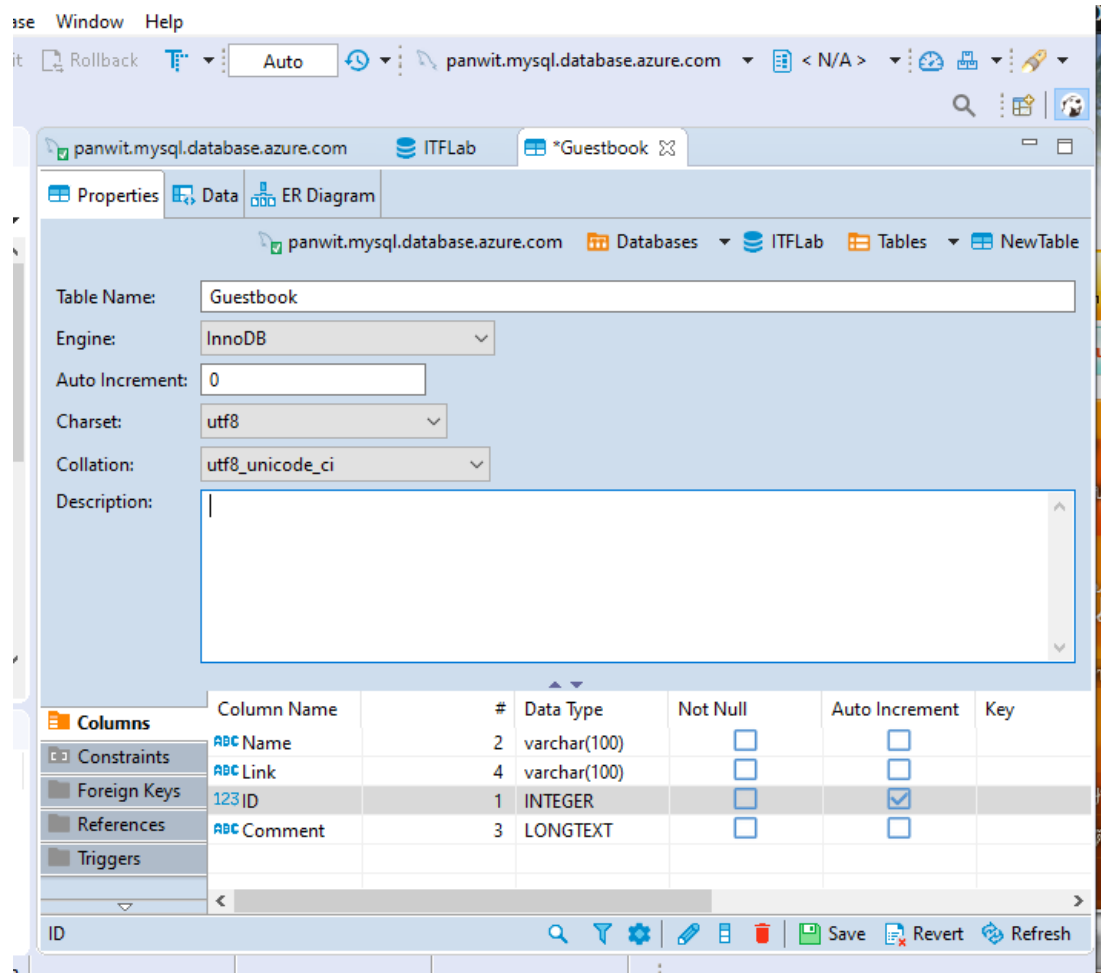 ase Window Help
it Rollback Auto panwit.mysql.database.azure.com < N/A >
panwit.mysql.database.azure.com ITFLab *Guestbook
Properties Data ER Diagram
panwit.mysql.database.azure.com Databases ITFLab Tables NewTable
Table Name: Guestbook
Engine: InnoDB
Auto Increment: 0
Charset: utf8
Collation: utf8_unicode_ci
Description:
Columns
Constraints
Foreign Keys
References
Triggers
Column Name # Data Type Not Null Auto Increment Key
ABC Name 2 varchar(100)
ABC Link 4 varchar(100)
123 ID 1 INTEGER
ABC Comment 3 LONGTEXT
ID Save Revert Refresh